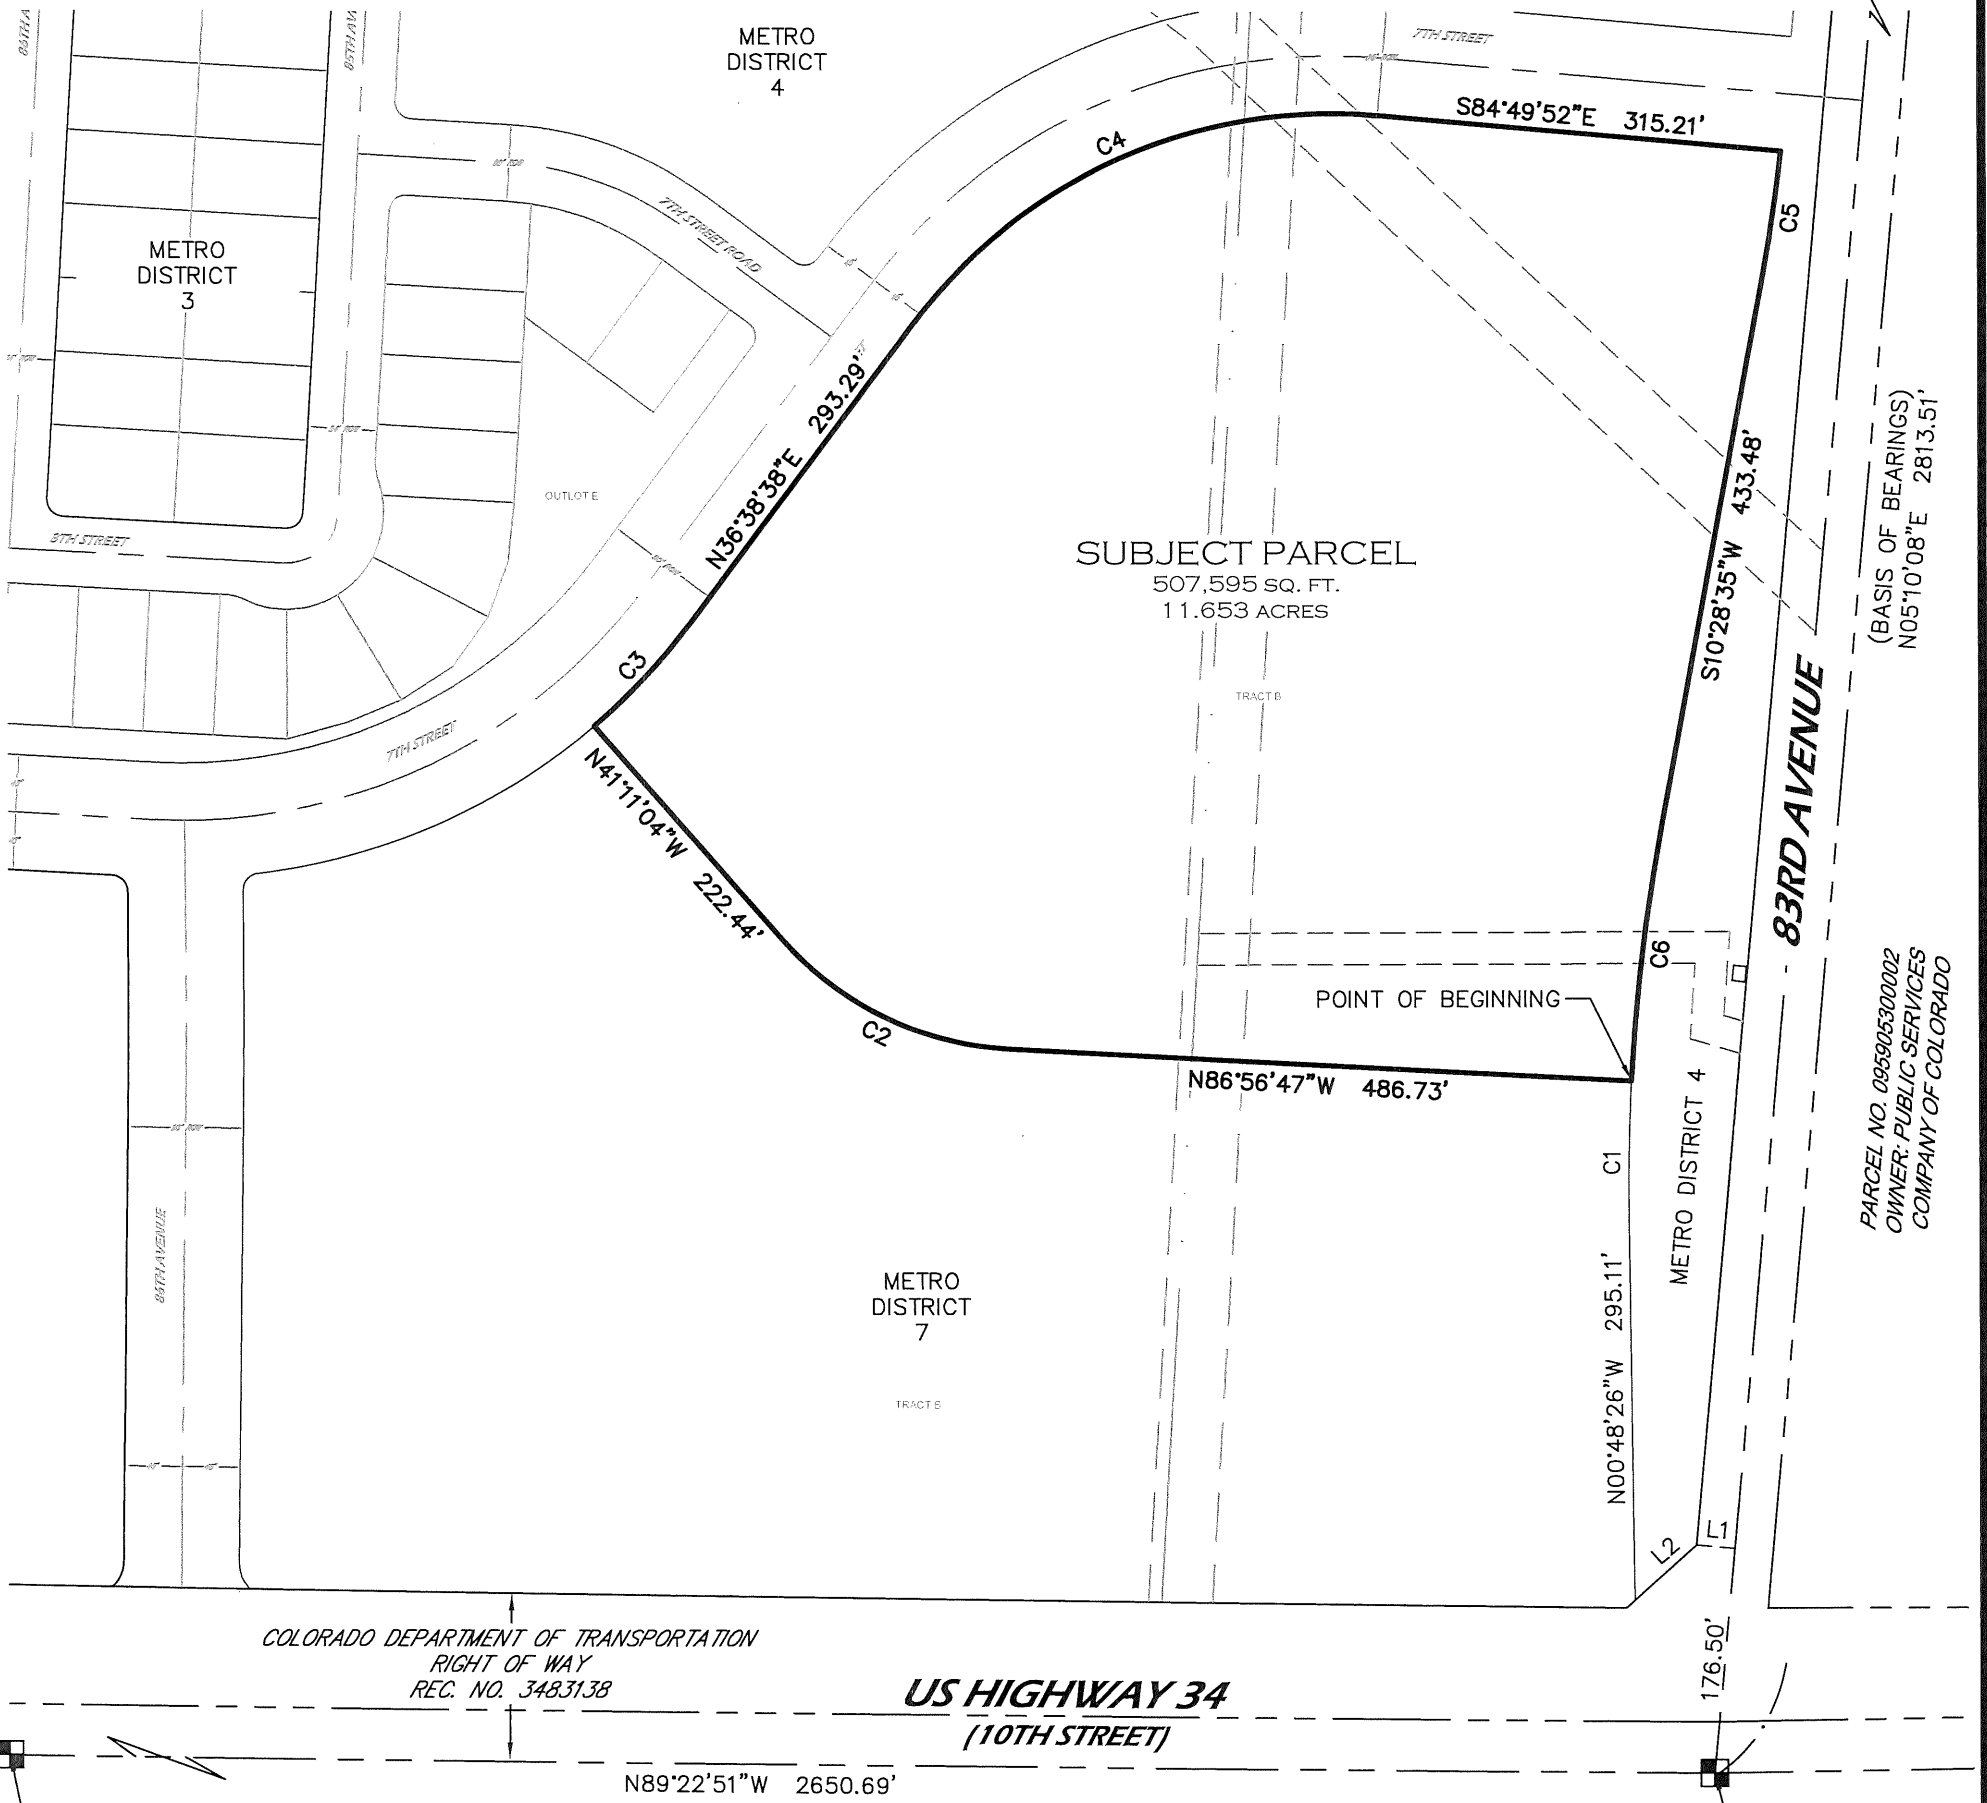 METRO
DISTRICT
4
7TH STREET
S84°49'52"E 315.21'
C4
C5
7TH STREET ROAD
METRO
DISTRICT
3
N36°38'38"E 293.29'
OUTLOT E
8TH STREET
SUBJECT PARCEL
507,595 SQ. FT.
11.653 ACRES
S10°28'35"W 433.48'
(BASIS OF BEARINGS)
N05°10'08"E 2813.51'
C3
TRACT B
7TH STREET
N41°11'04"W 222.44'
83RD AVENUE
C6
POINT OF BEGINNING
C2
N86°56'47"W 486.73'
PARCEL NO. 095905300002
OWNER: PUBLIC SERVICES
COMPANY OF COLORADO
METRO DISTRICT 4
C1
N00°48'26"W 295.11'
METRO
DISTRICT
7
L1
L2
COLORADO DEPARTMENT OF TRANSPORTATION
RIGHT OF WAY
REC. NO. 3483138
US HIGHWAY 34
(10TH STREET)
176.50'
N89°22'51"W 2650.69'